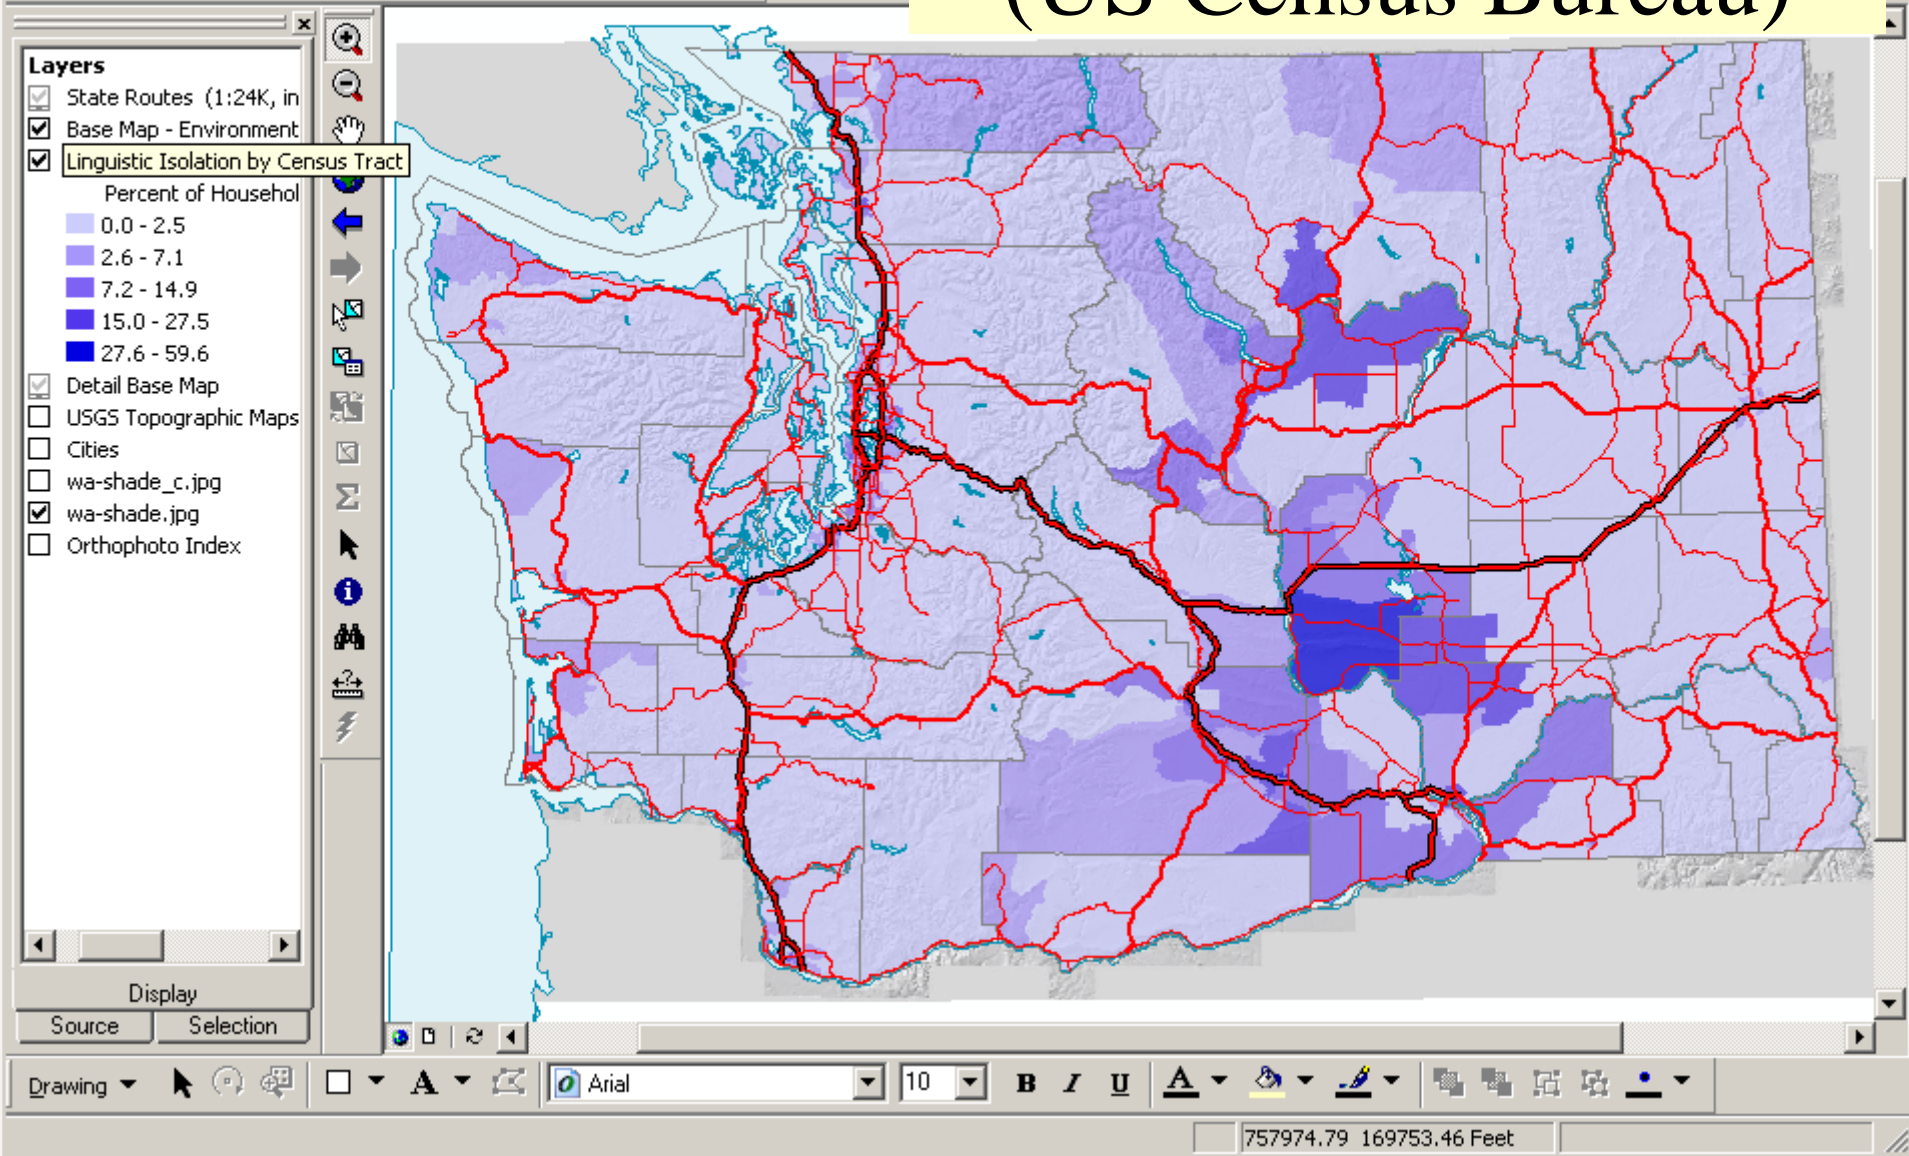 (US Census Bureau)
Layers
State Routes (1:24K, in
Base Map - Environment
Linguistic Isolation by Census Tract
Percent of Househol
0.0 - 2.5
2.6 - 7.1
7.2 - 14.9
15.0 - 27.5
27.6 - 59.6
Detail Base Map
USGS Topographic Maps
Cities
wa-shade_c.jpg
wa-shade.jpg
Orthophoto Index
Display
Source Selection
Drawing A Arial 10 B I U A
757974.79 169753.46 Feet